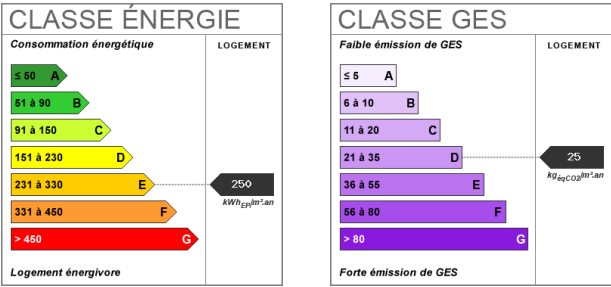 CLASSE ÉNERGIE
Consommation énergétique
LOGEMENT
≤ 50 A
51 à 90 B
91 à 150 C
151 à 230 D
231 à 330 E
250
kWhEP/m².an
331 à 450 F
> 450 G
Logement énergivore
CLASSE GES
Faible émission de GES
LOGEMENT
≤ 5 A
6 à 10 B
11 à 20 C
21 à 35 D
25
kgéqCO2/m².an
36 à 55 E
56 à 80 F
> 80 G
Forte émission de GES